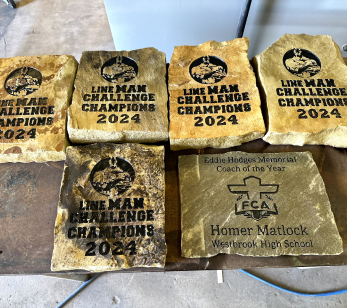 LINE MAN
CHALLENGE
CHAMPIONS
2024
LINE MAN
CHALLENGE
CHAMPIONS
2024
LINE MAN
CHALLENGE
CHAMPIONS
2024
LINE MAN
CHALLENGE
CHAMPIONS
2024
LINE MAN
CHALLENGE
CHAMPIONS
2024
Eddie Hodges Memorial
Coach of the Year
FCA
Homer Matlock
Westbrook High School